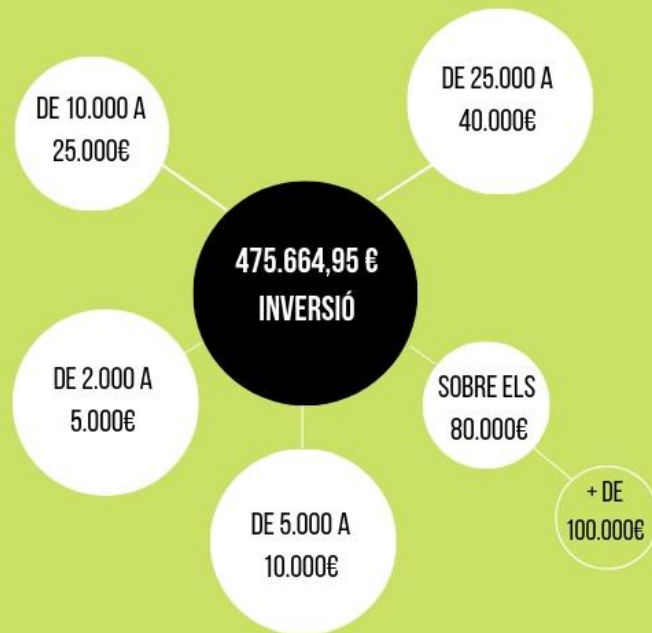 DE 10.000 A
25.000€
DE 25.000 A
40.000€
475.664,95 €
INVERSIÓ
DE 2.000 A
5.000€
SOBRE ELS
80.000€
+ DE
100.000€
DE 5.000 A
10.000€